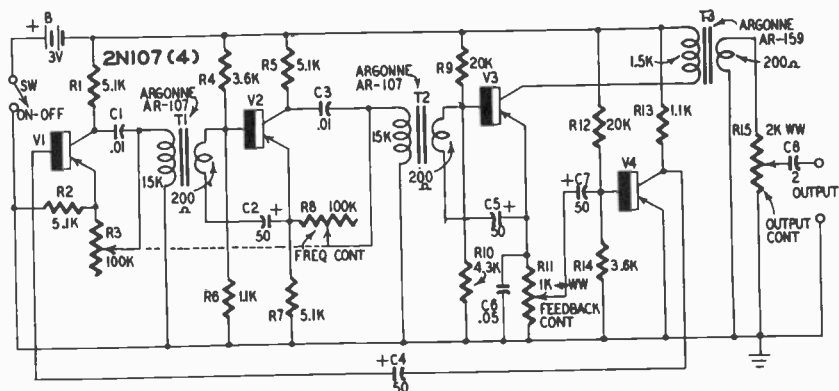 B
3V
2N107 (4)
SW
ON-OFF
R1
5.1K
C1
.01
V1
R2
5.1K
R3
100K
ARGONNE
AR-107
T1
15K
200Ω
R4
3.6K
R5
5.1K
V2
C3
.01
C2
50
+
R8
100K
FREQ CONT
R6
1.1K
R7
5.1K
ARGONNE
AR-107
T2
15K
200Ω
R9
20K
V3
C5
50
+
R10
4.3K
C6
.05
R11
1K WW
FEEDBACK
CONT
+
C7
50
R12
20K
R13
1.1K
V4
R14
3.6K
T3
1.5K
ARGONNE
AR-159
200Ω
R15
2K WW
C8
2
OUTPUT
OUTPUT
CONT
+
C4
50